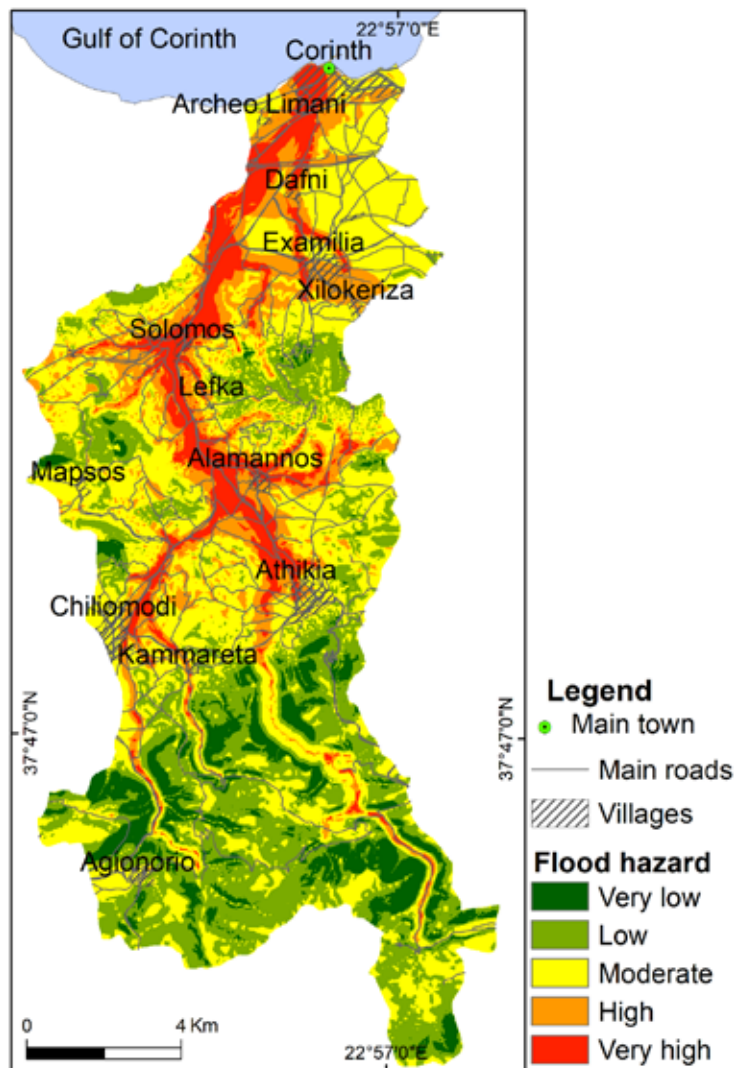 22°57'0"E
Gulf of Corinth
Corinth
Archeo Limani
Dafni
Examilia
Xilokeriza
Solomos
Lefka
Alamannos
Mapsos
Athikia
Chiliomodi
Kammareta
37°47'0"N
37°47'0"N
Agionorio
0 4 Km
22°57'0"E
Legend
Main town
Main roads
Villages
Flood hazard
Very low
Low
Moderate
High
Very high